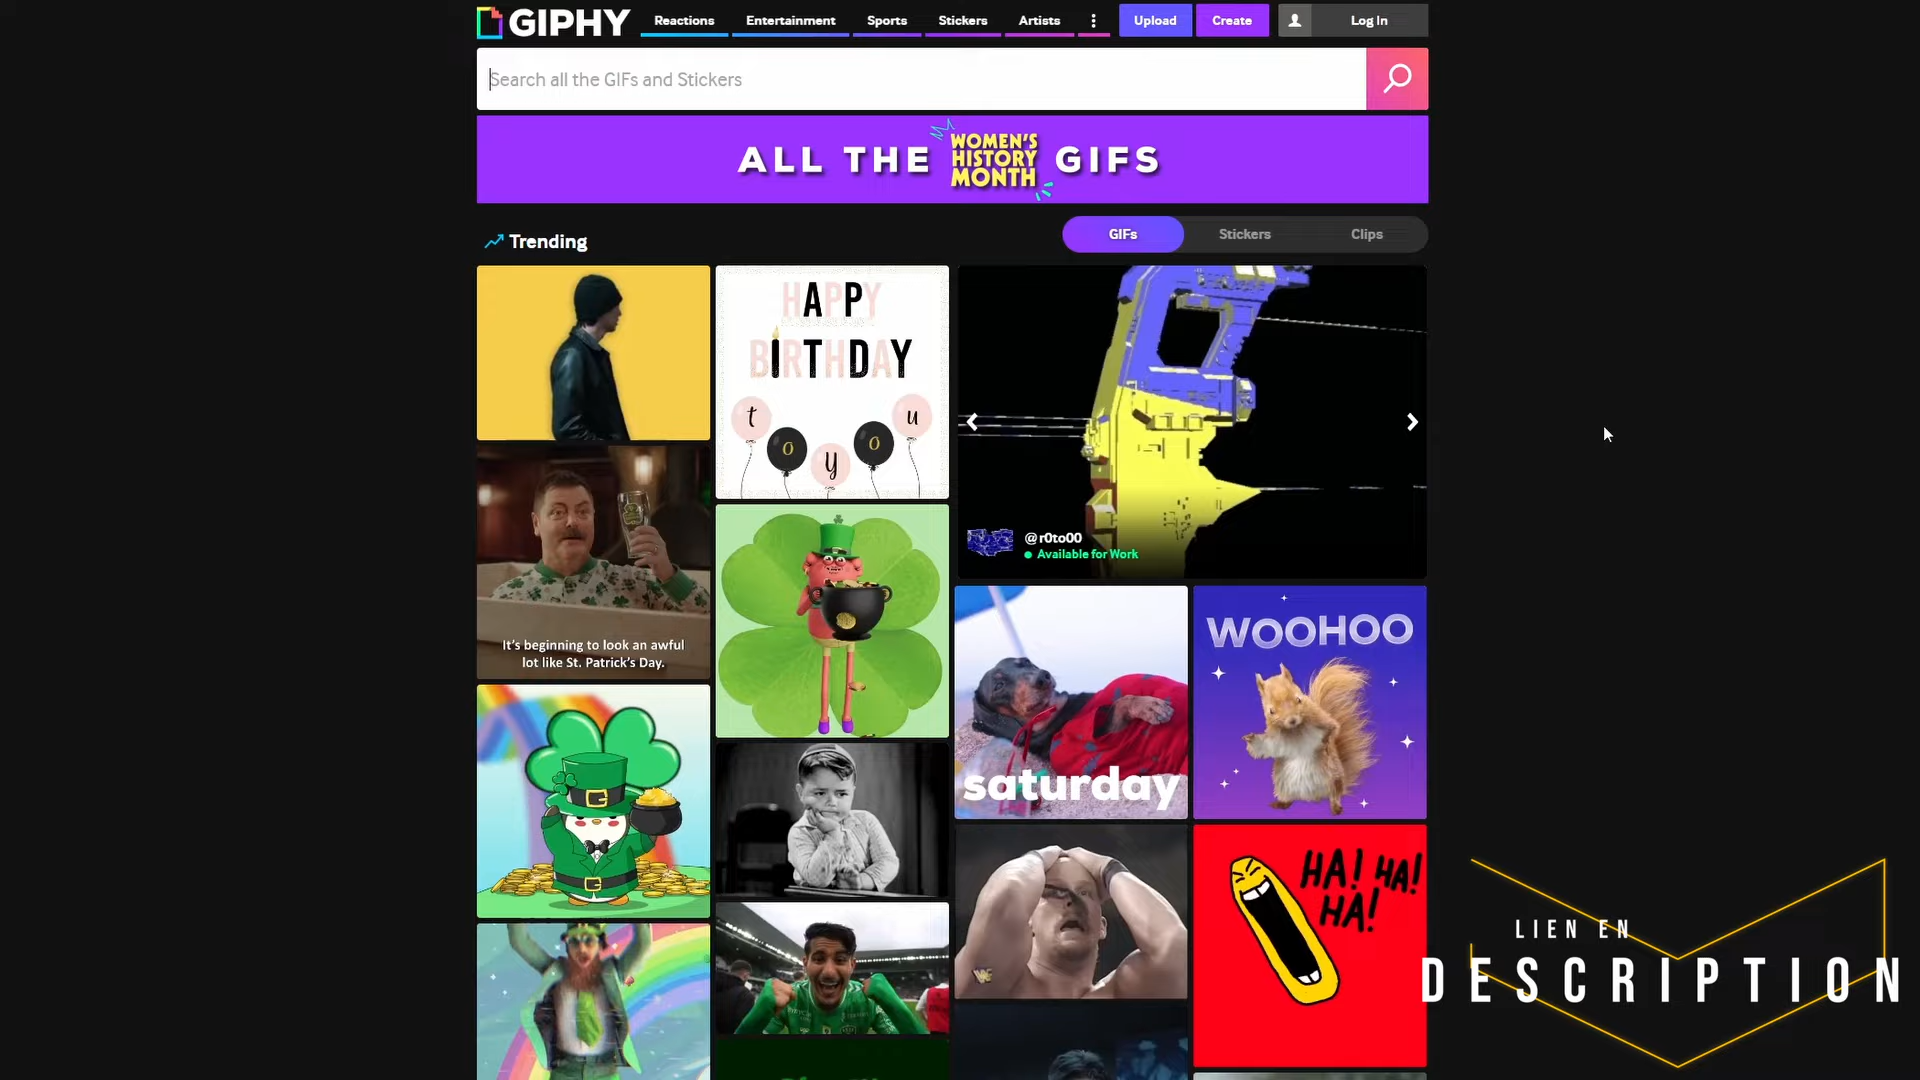 GIPHY
Reactions
Entertainment
Sports
Stickers
Artists
Upload
Create
Log In
Search all the GIFs and Stickers
ALL THE WOMEN'S HISTORY MONTH GIFS
Trending
GIFs
Stickers
Clips
HAPPY
BIRTHDAY
t o y o u
@r0to00
Available for Work
It's beginning to look an awful
lot like St. Patrick's Day.
saturday
WOOHOO
HA! HA!
HA!
LIEN EN
DESCRIPTION